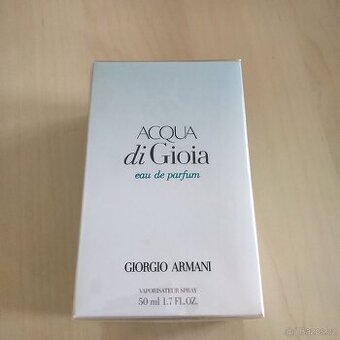 ACQUA
di Gioia
eau de parfum
GIORGIO ARMANI
VAPORISATEUR SPRAY
50 ml 1.7 FL.OZ.